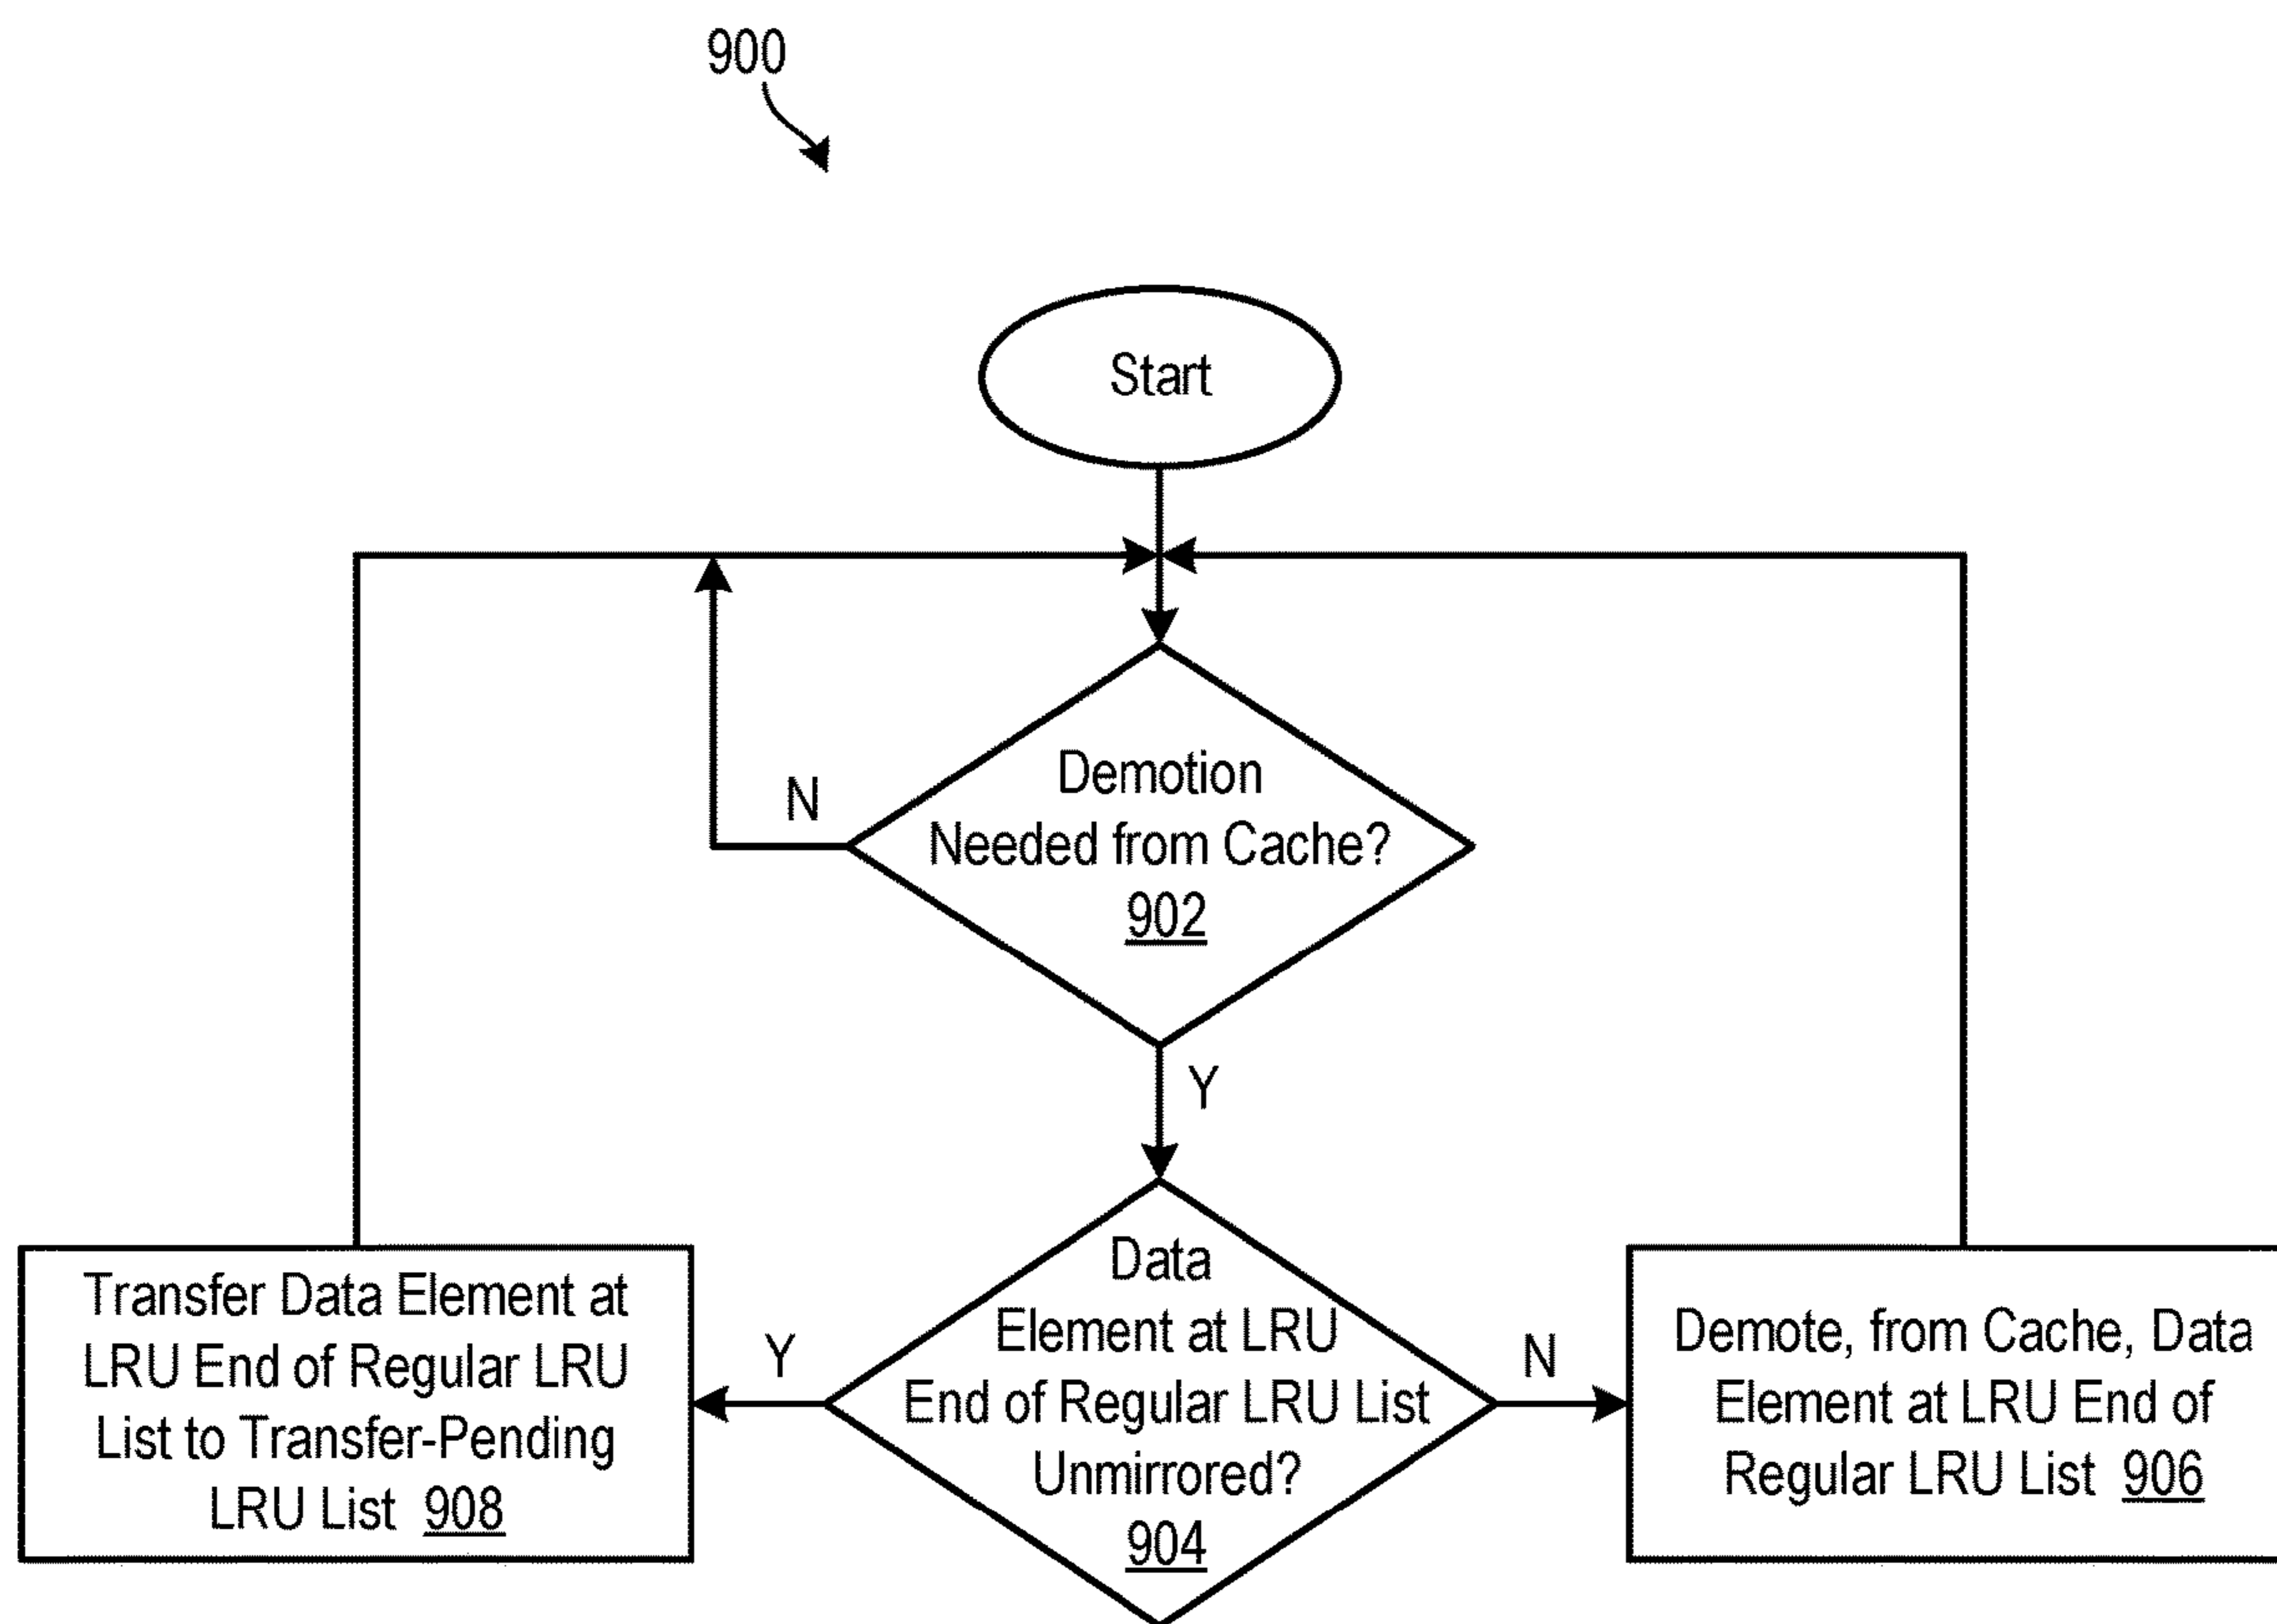 900
Start
Demotion
Needed from Cache?
902
N
Y
Data
Element at LRU
End of Regular LRU List
Unmirrored?
904
Y
N
Transfer Data Element at
LRU End of Regular LRU
List to Transfer-Pending
LRU List 908
Demote, from Cache, Data
Element at LRU End of
Regular LRU List 906